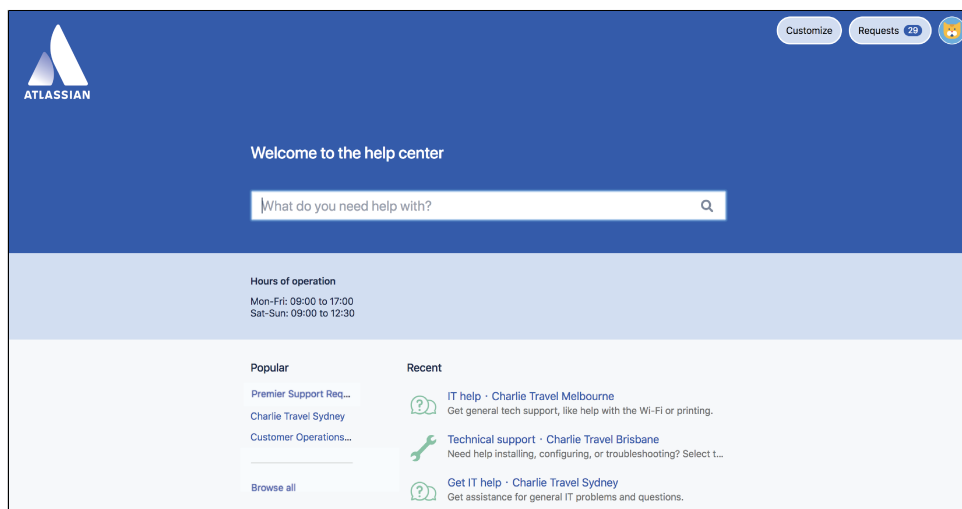 Customize
Requests 29
ATLASSIAN
Welcome to the help center
What do you need help with?
Hours of operation
Mon-Fri: 09:00 to 17:00
Sat-Sun: 09:00 to 12:30
Popular
Premier Support Req...
Charlie Travel Sydney
Customer Operations...
Browse all
Recent
IT help · Charlie Travel Melbourne
Get general tech support, like help with the Wi-Fi or printing.
Technical support · Charlie Travel Brisbane
Need help installing, configuring, or troubleshooting? Select t...
Get IT help · Charlie Travel Sydney
Get assistance for general IT problems and questions.